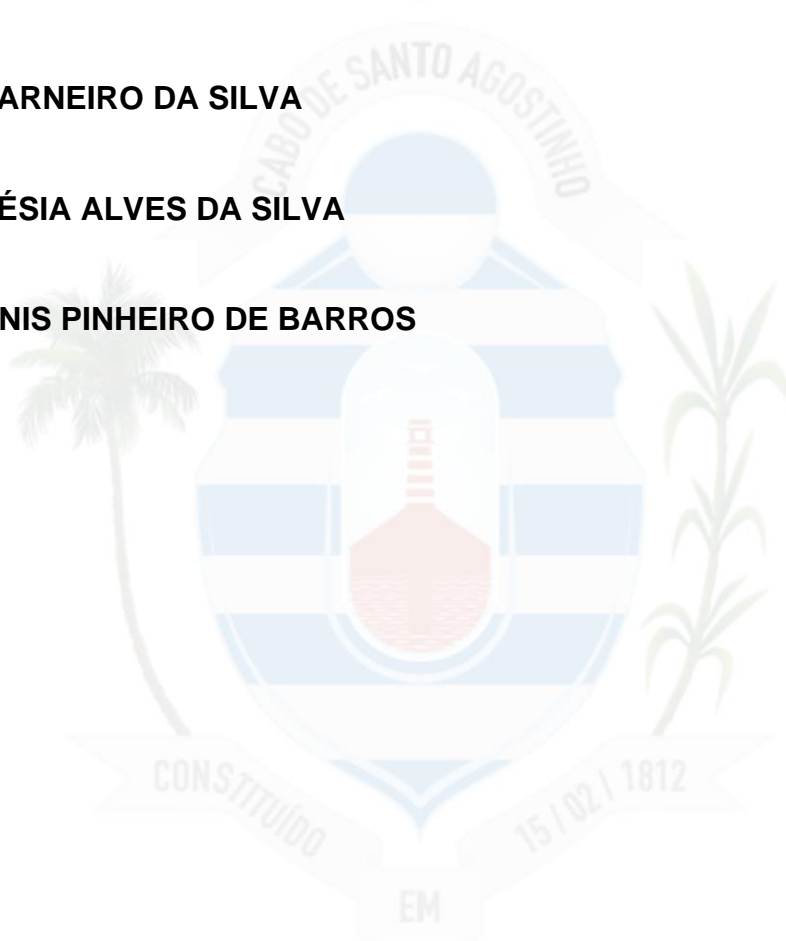 CABO DE SANTO AGOSTINHO
ARNEIRO DA SILVA
ÉSIA ALVES DA SILVA
NIS PINHEIRO DE BARROS
CONSTITUÍDO 15 / 02 / 1812
EM